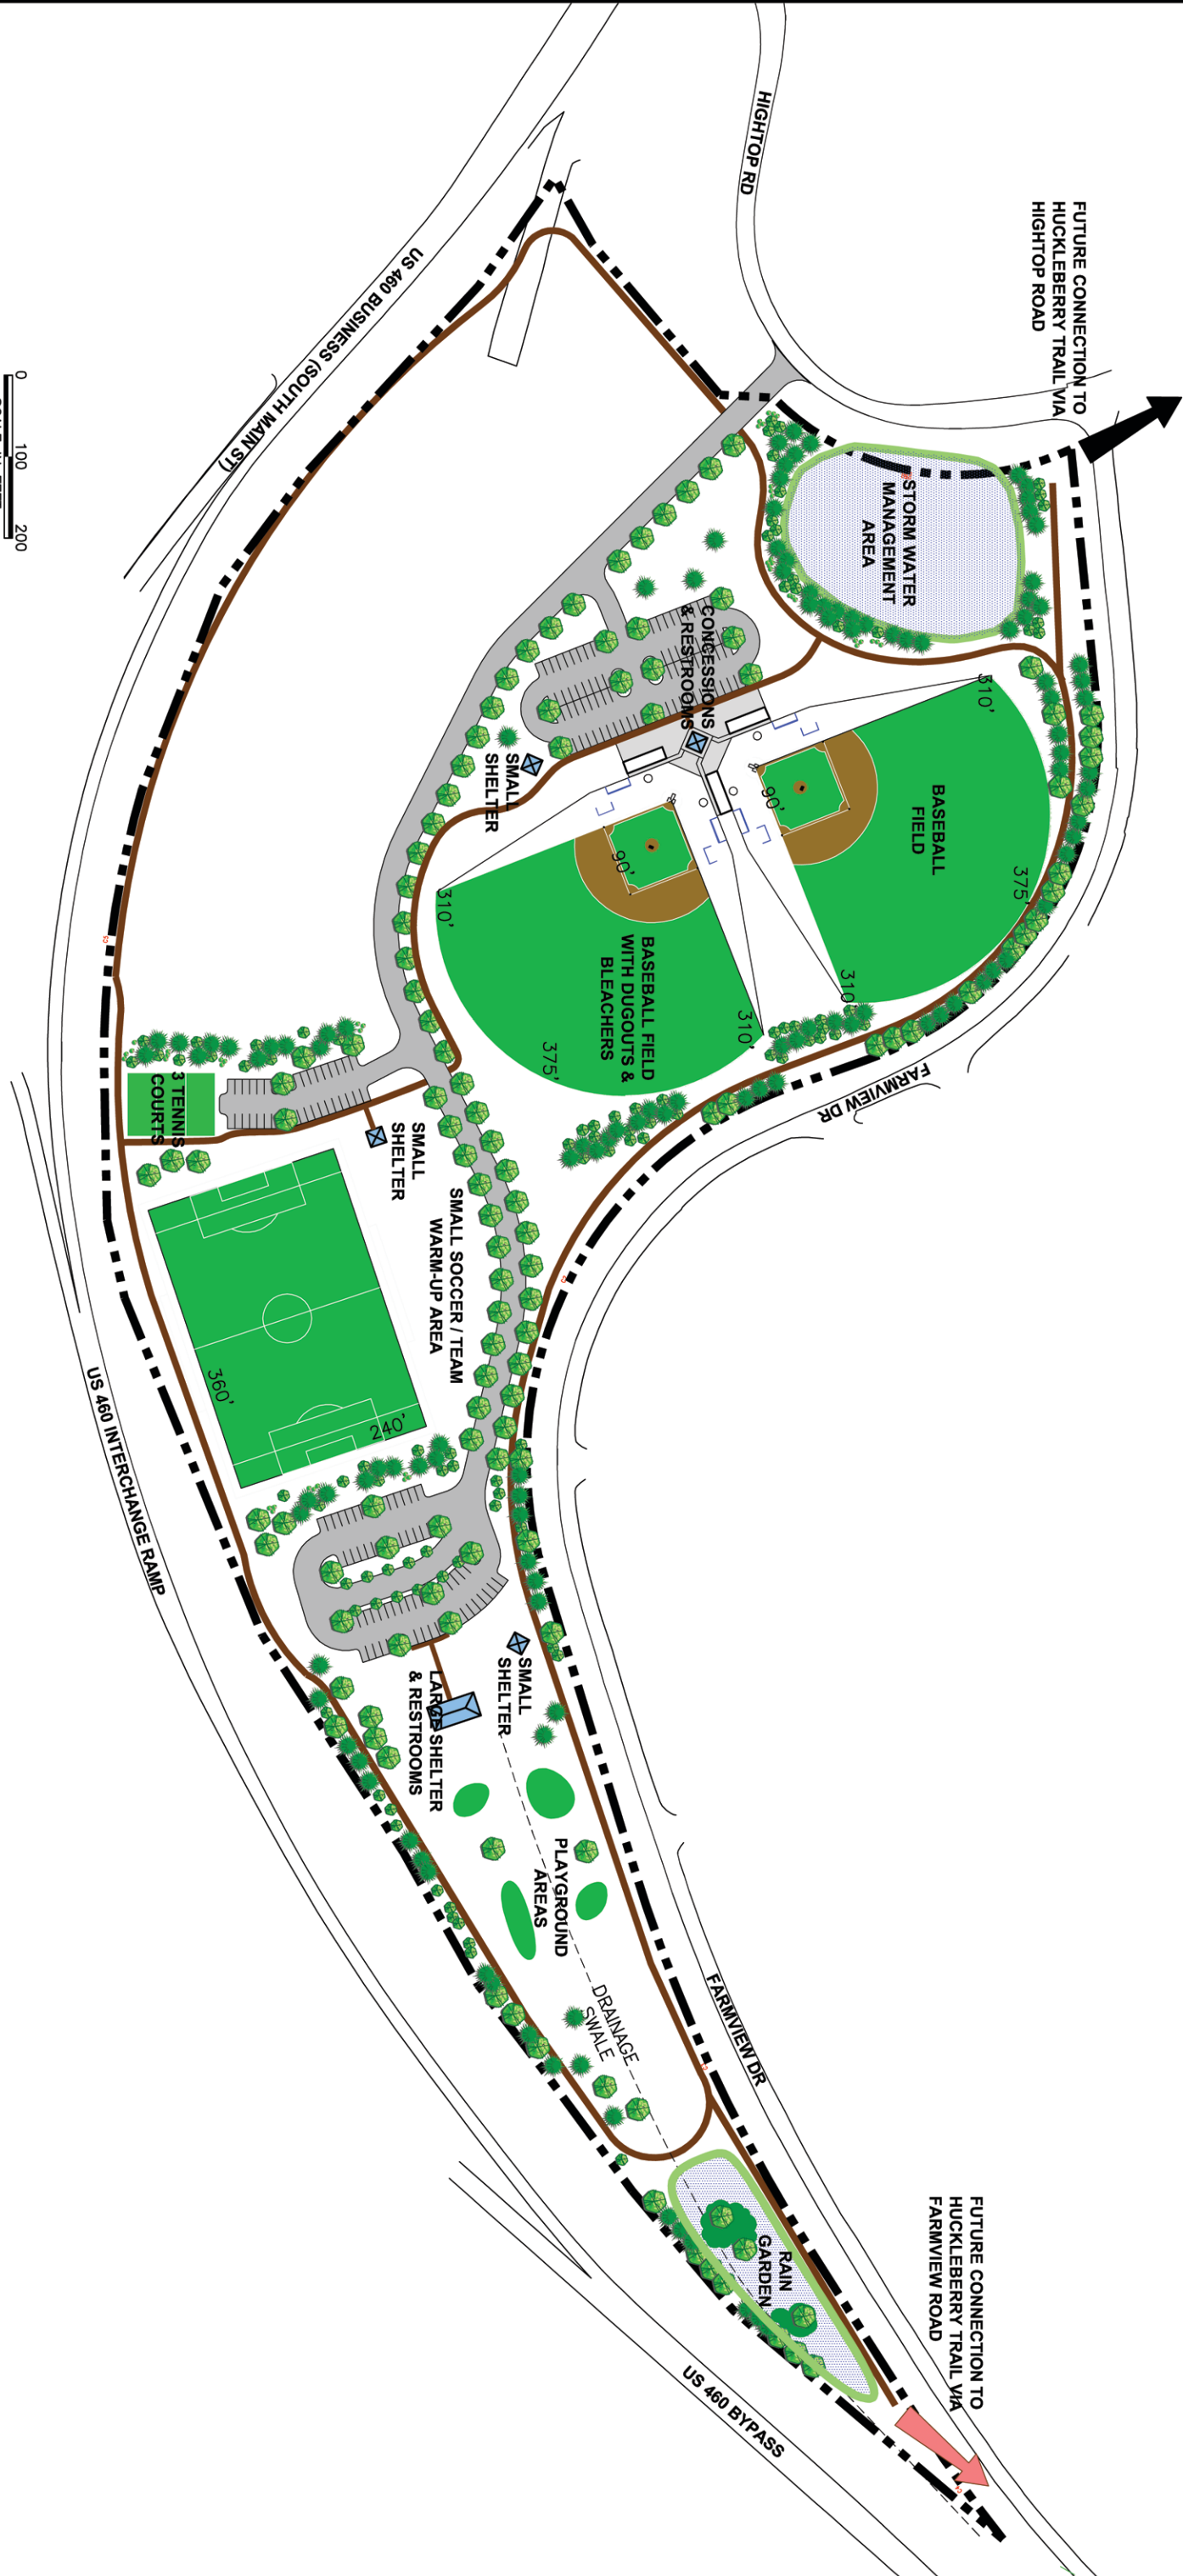 FUTURE CONNECTION TO
HUCKLEBERRY TRAIL VIA
HIGHTOP ROAD
HIGHTOP RD
US 460 BUSINESS (SOUTH MAIN ST)
0
100
200
STORM WATER
MANAGEMENT
AREA
CONCESSIONS
& RESTROOMS
SMALL
SHELTER
310'
90'
BASEBALL
FIELD
375'
310'
310'
90'
BASEBALL FIELD
WITH DUGOUTS &
BLEACHERS
310'
375'
FARMVIEW DR
3 TENNIS
COURTS
SMALL
SHELTER
SMALL SOCCER / TEAM
WARM-UP AREA
360'
240'
US 460 INTERCHANGE RAMP
SMALL
SHELTER
LARGE SHELTER
& RESTROOMS
PLAYGROUND
AREAS
DRAINAGE
SWALE
FARMVIEW DR
RAIN
GARDEN
FUTURE CONNECTION TO
HUCKLEBERRY TRAIL VIA
FARMVIEW ROAD
US 460 BYPASS